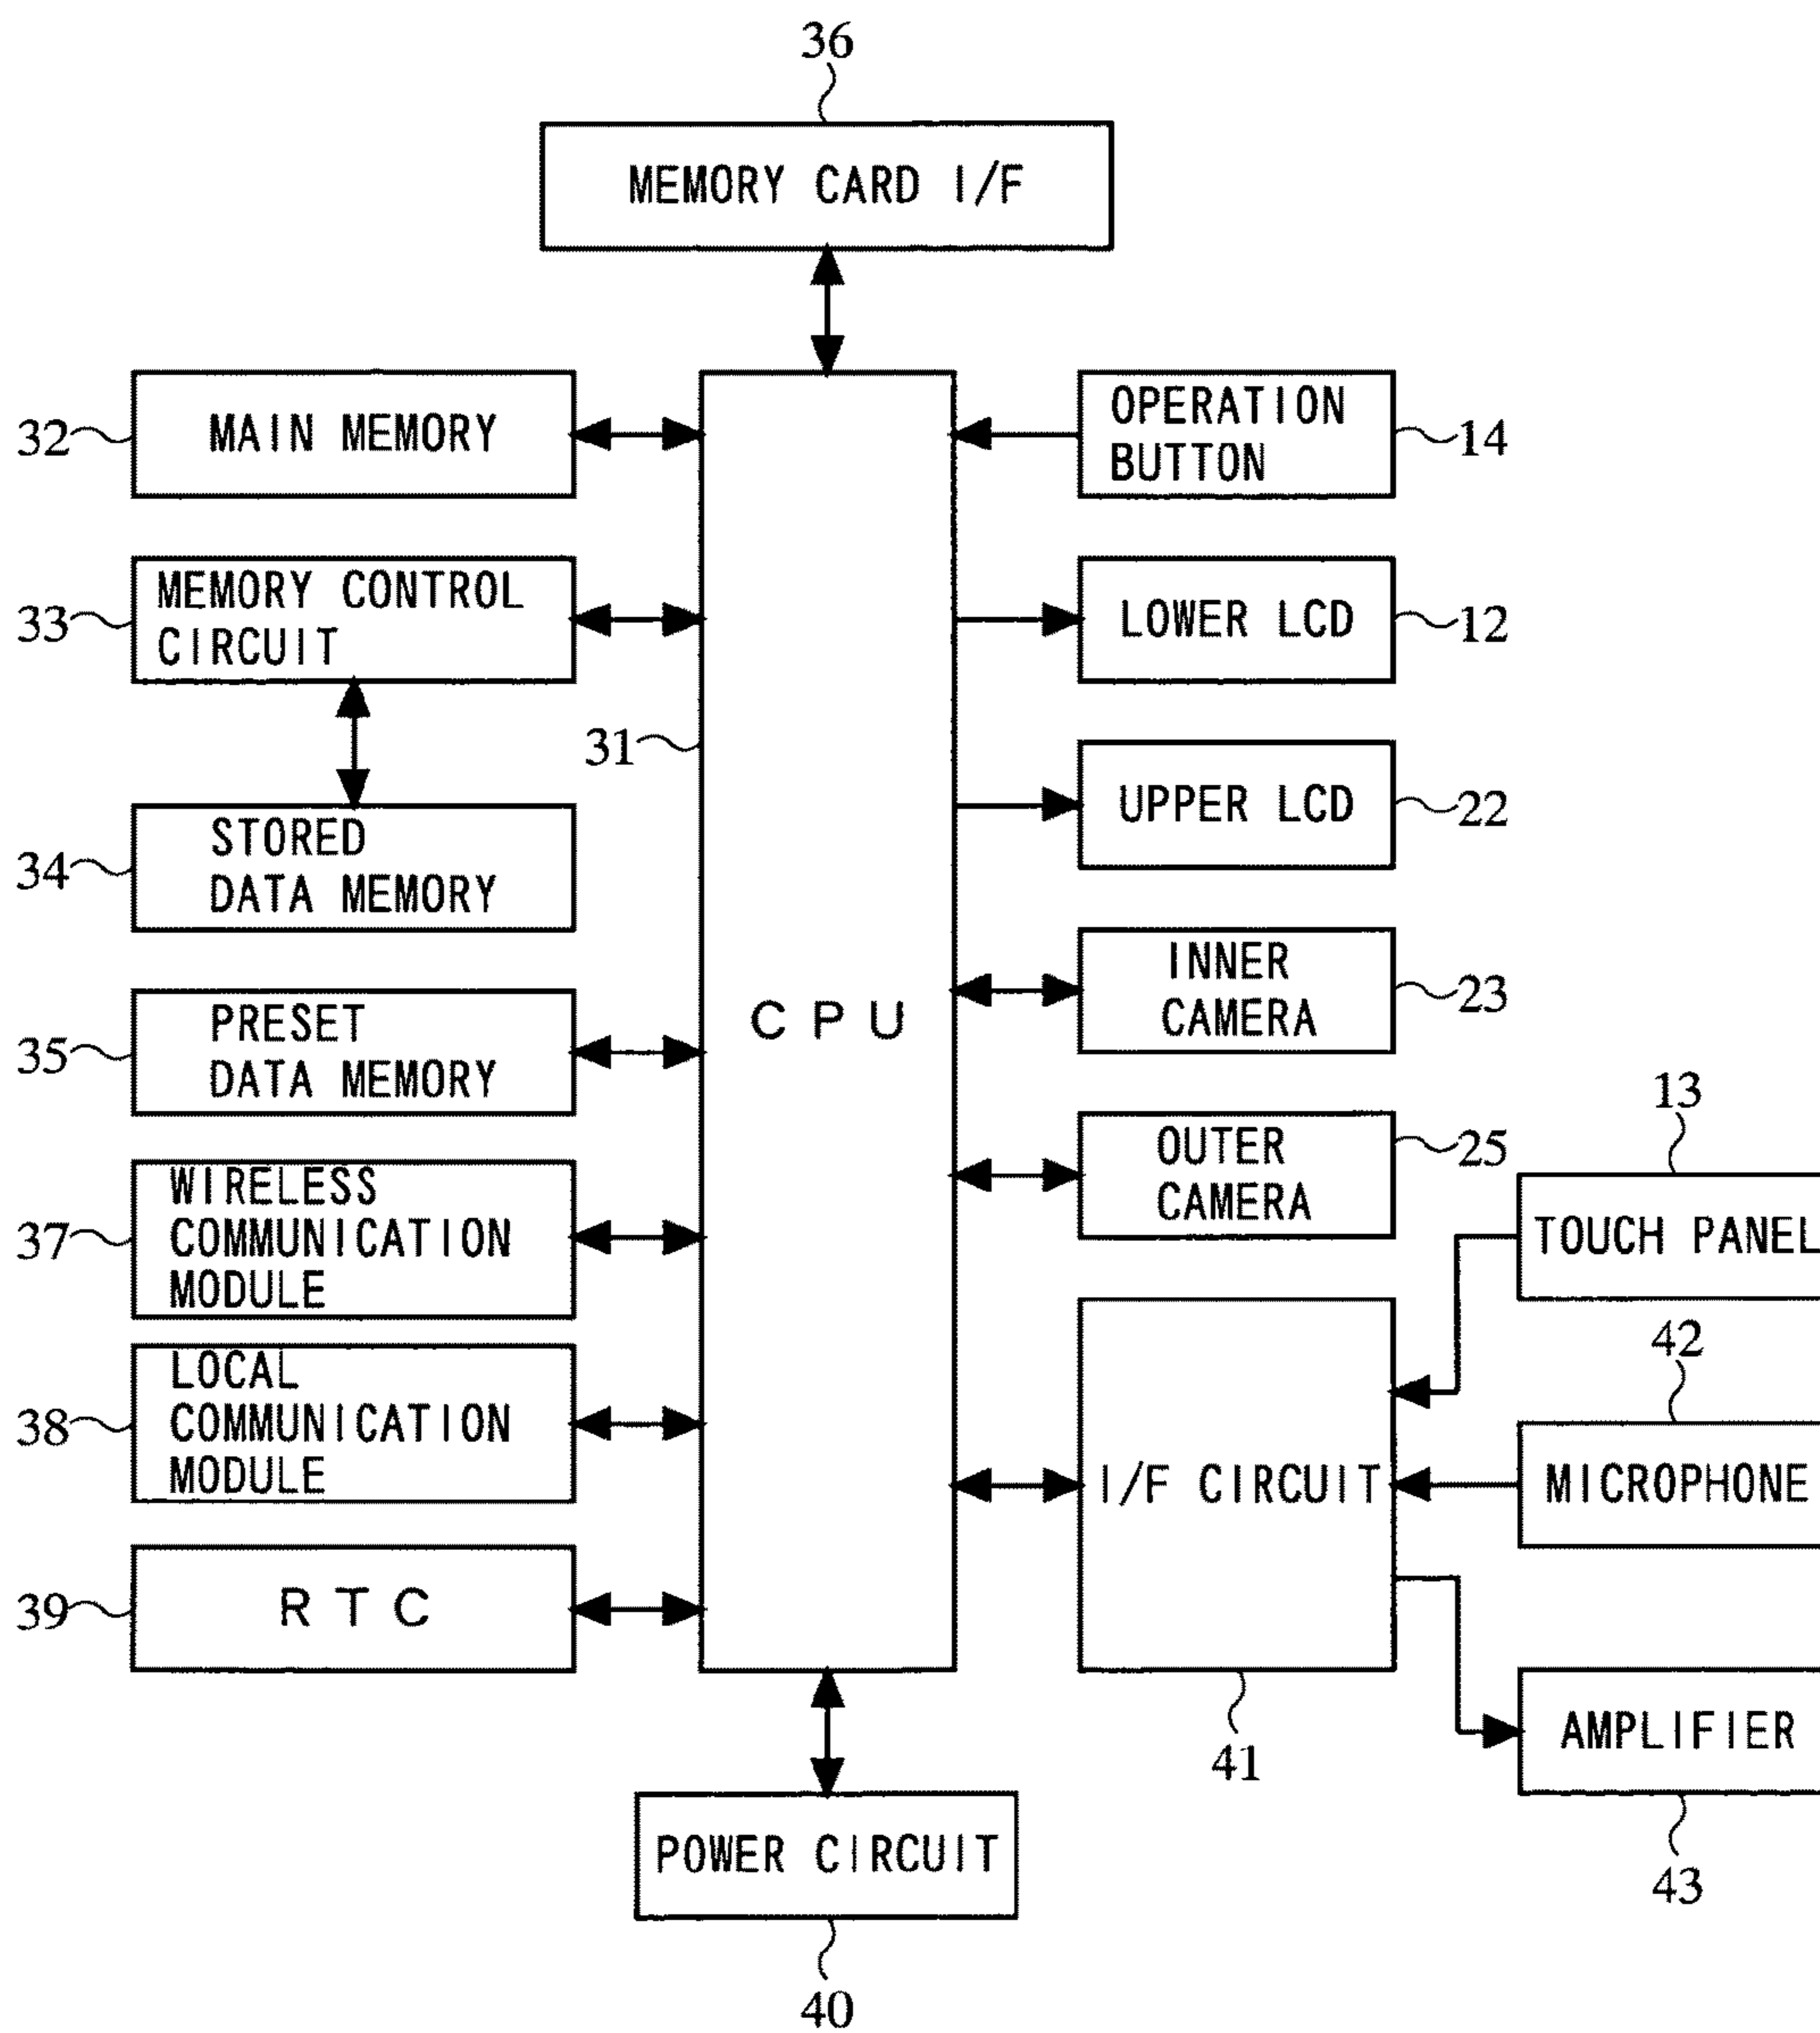 36
MEMORY CARD I/F
32
MAIN MEMORY
OPERATION
BUTTON
14
33
MEMORY CONTROL
CIRCUIT
LOWER LCD
12
31
UPPER LCD
22
34
STORED
DATA MEMORY
INNER
CAMERA
23
CPU
35
PRESET
DATA MEMORY
OUTER
CAMERA
25
13
TOUCH PANEL
37
WIRELESS
COMMUNICATION
MODULE
38
LOCAL
COMMUNICATION
MODULE
42
I/F CIRCUIT
MICROPHONE
39
RTC
41
AMPLIFIER
43
POWER CIRCUIT
40